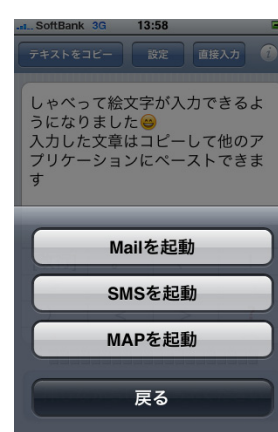 SoftBank 3G 13:58
テキストをコピー 設定 直接入力 i
しゃべって絵文字が入力できるよ
うになりました😄
入力した文章はコピーして他のア
プリケーションにペーストできま
す
Mailを起動
SMSを起動
MAPを起動
戻る